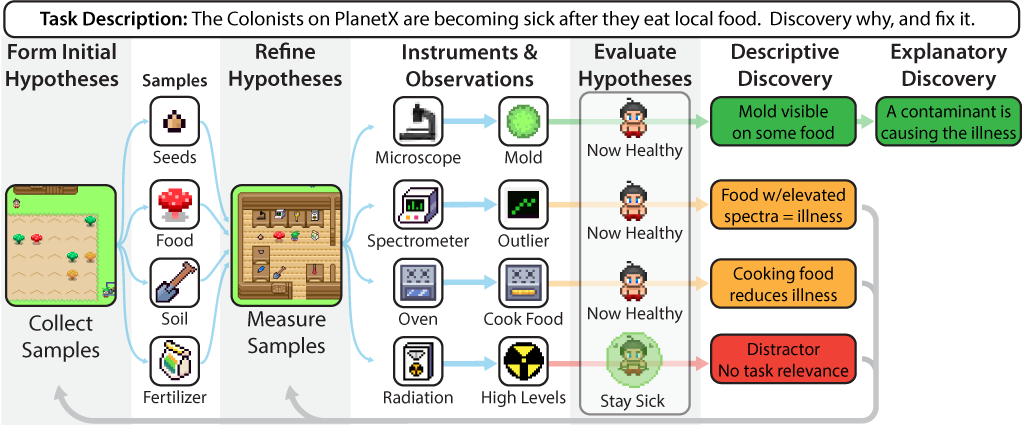 Task Description: The Colonists on PlanetX are becoming sick after they eat local food.  Discovery why, and fix it.
Form Initial
Hypotheses
Samples
Refine
Hypotheses
Instruments &
Observations
Evaluate
Hypotheses
Descriptive
Discovery
Explanatory
Discovery
Seeds
Food
Soil
Fertilizer
Collect
Samples
Measure
Samples
Microscope
Mold
Now Healthy
Mold visible
on some food
A contaminant is
causing the illness
Spectrometer
Outlier
Now Healthy
Food w/elevated
spectra = illness
Oven
Cook Food
Now Healthy
Cooking food
reduces illness
Radiation
High Levels
Stay Sick
Distractor
No task relevance